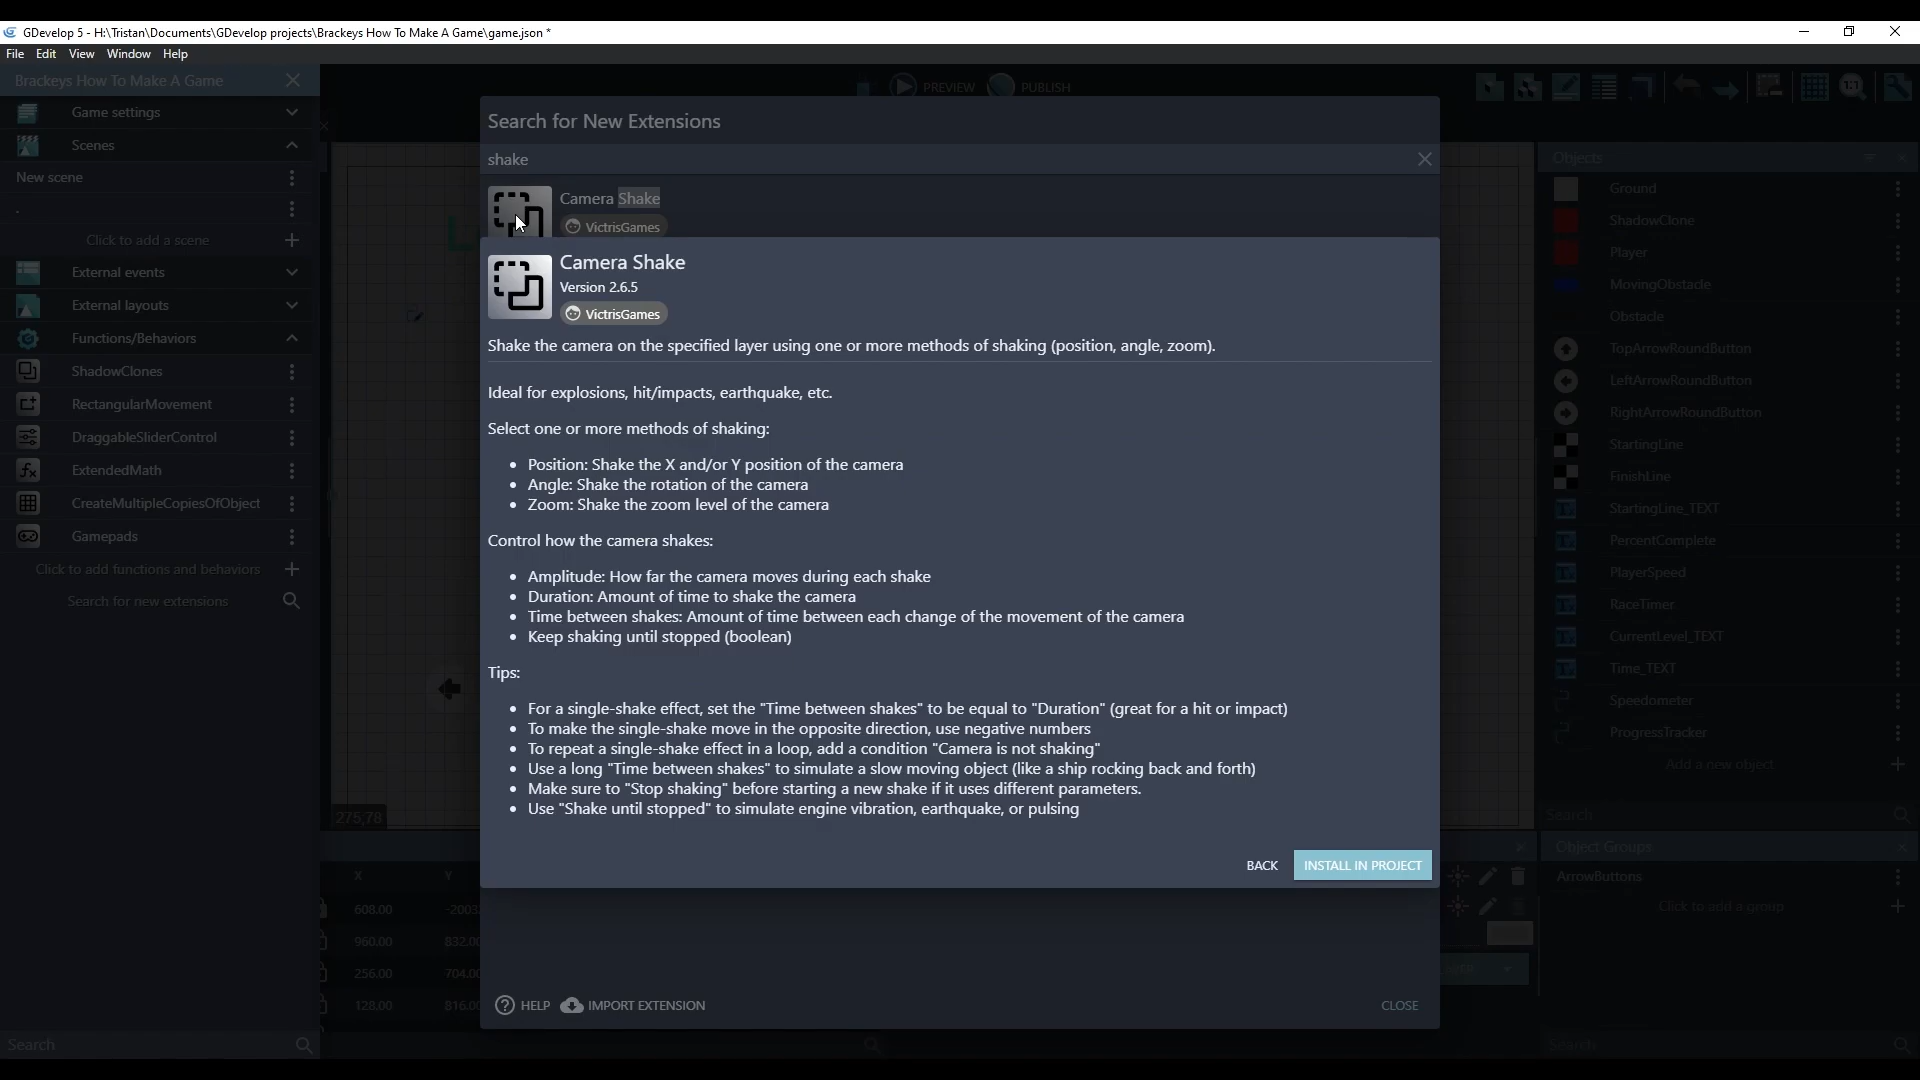 GDevelop 5 - H:\Tristan\Documents\GDevelop projects\Brackeys How To Make A Game\game.json *
File Edit View Window Help
Brackeys How To Make A Game
PREVIEW PUBLISH
Game settings
Scenes
New scene
.
Click to add a scene
External events
External layouts
Functions/Behaviors
ShadowClones
RectangularMovement
DraggableSliderControl
ExtendedMath
CreateMultipleCopiesOfObject
Gamepads
Click to add functions and behaviors
Search for new extensions
Search
Search for New Extensions
shake
Camera Shake
VictrisGames
Camera Shake
Version 2.6.5
VictrisGames
Shake the camera on the specified layer using one or more methods of shaking (position, angle, zoom).
Ideal for explosions, hit/impacts, earthquake, etc.
Select one or more methods of shaking:
• Position: Shake the X and/or Y position of the camera
• Angle: Shake the rotation of the camera
• Zoom: Shake the zoom level of the camera
Control how the camera shakes:
• Amplitude: How far the camera moves during each shake
• Duration: Amount of time to shake the camera
• Time between shakes: Amount of time between each change of the movement of the camera
• Keep shaking until stopped (boolean)
Tips:
• For a single-shake effect, set the "Time between shakes" to be equal to "Duration" (great for a hit or impact)
• To make the single-shake move in the opposite direction, use negative numbers
• To repeat a single-shake effect in a loop, add a condition "Camera is not shaking"
• Use a long "Time between shakes" to simulate a slow moving object (like a ship rocking back and forth)
• Make sure to "Stop shaking" before starting a new shake if it uses different parameters.
• Use "Shake until stopped" to simulate engine vibration, earthquake, or pulsing
BACK INSTALL IN PROJECT
HELP IMPORT EXTENSION CLOSE
275;78
X Y
608.00
960.00 832.00
256.00 704.00
128.00
Objects
Ground
ShadowClone
Player
MovingObstacle
Obstacle
TopArrowRoundButton
LeftArrowRoundButton
RightArrowRoundButton
StartingLine
FinishLine
StartingLine_TEXT
PercentComplete
PlayerSpeed
RaceTimer
CurrentLevel_TEXT
Time_TEXT
Speedometer
ProgressTracker
Add a new object
Search
Object Groups
ArrowButtons
Click to add a group
Search